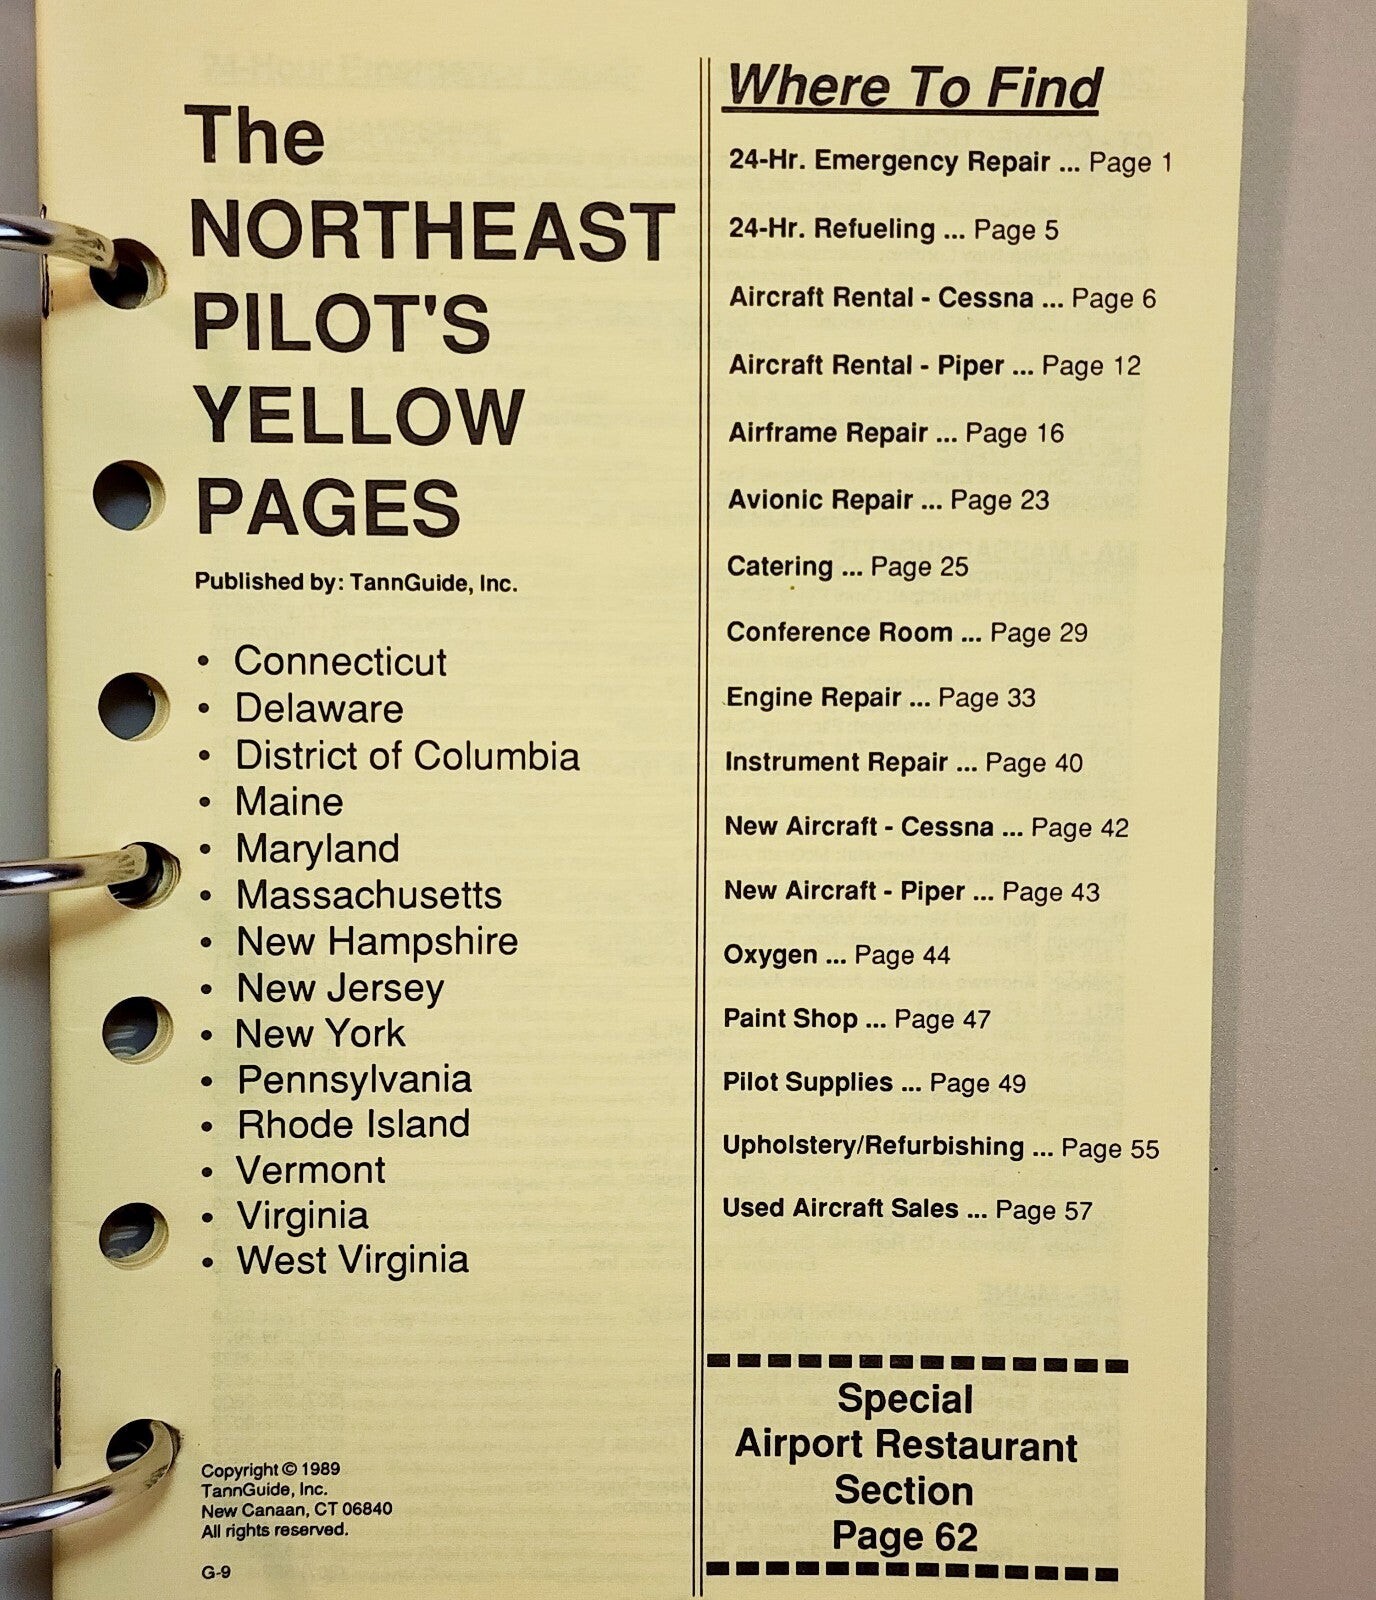 The
NORTHEAST
PILOT'S
YELLOW
PAGES
Published by: TannGuide, Inc.
• Connecticut
• Delaware
• District of Columbia
• Maine
• Maryland
• Massachusetts
• New Hampshire
• New Jersey
• New York
• Pennsylvania
• Rhode Island
• Vermont
• Virginia
• West Virginia
Copyright © 1989
TannGuide, Inc.
New Canaan, CT 06840
All rights reserved.
G-9
Where To Find
24-Hr. Emergency Repair ... Page 1
24-Hr. Refueling ... Page 5
Aircraft Rental - Cessna ... Page 6
Aircraft Rental - Piper ... Page 12
Airframe Repair ... Page 16
Avionic Repair ... Page 23
Catering ... Page 25
Conference Room ... Page 29
Engine Repair ... Page 33
Instrument Repair ... Page 40
New Aircraft - Cessna ... Page 42
New Aircraft - Piper ... Page 43
Oxygen ... Page 44
Paint Shop ... Page 47
Pilot Supplies ... Page 49
Upholstery/Refurbishing ... Page 55
Used Aircraft Sales ... Page 57
Special
Airport Restaurant
Section
Page 62